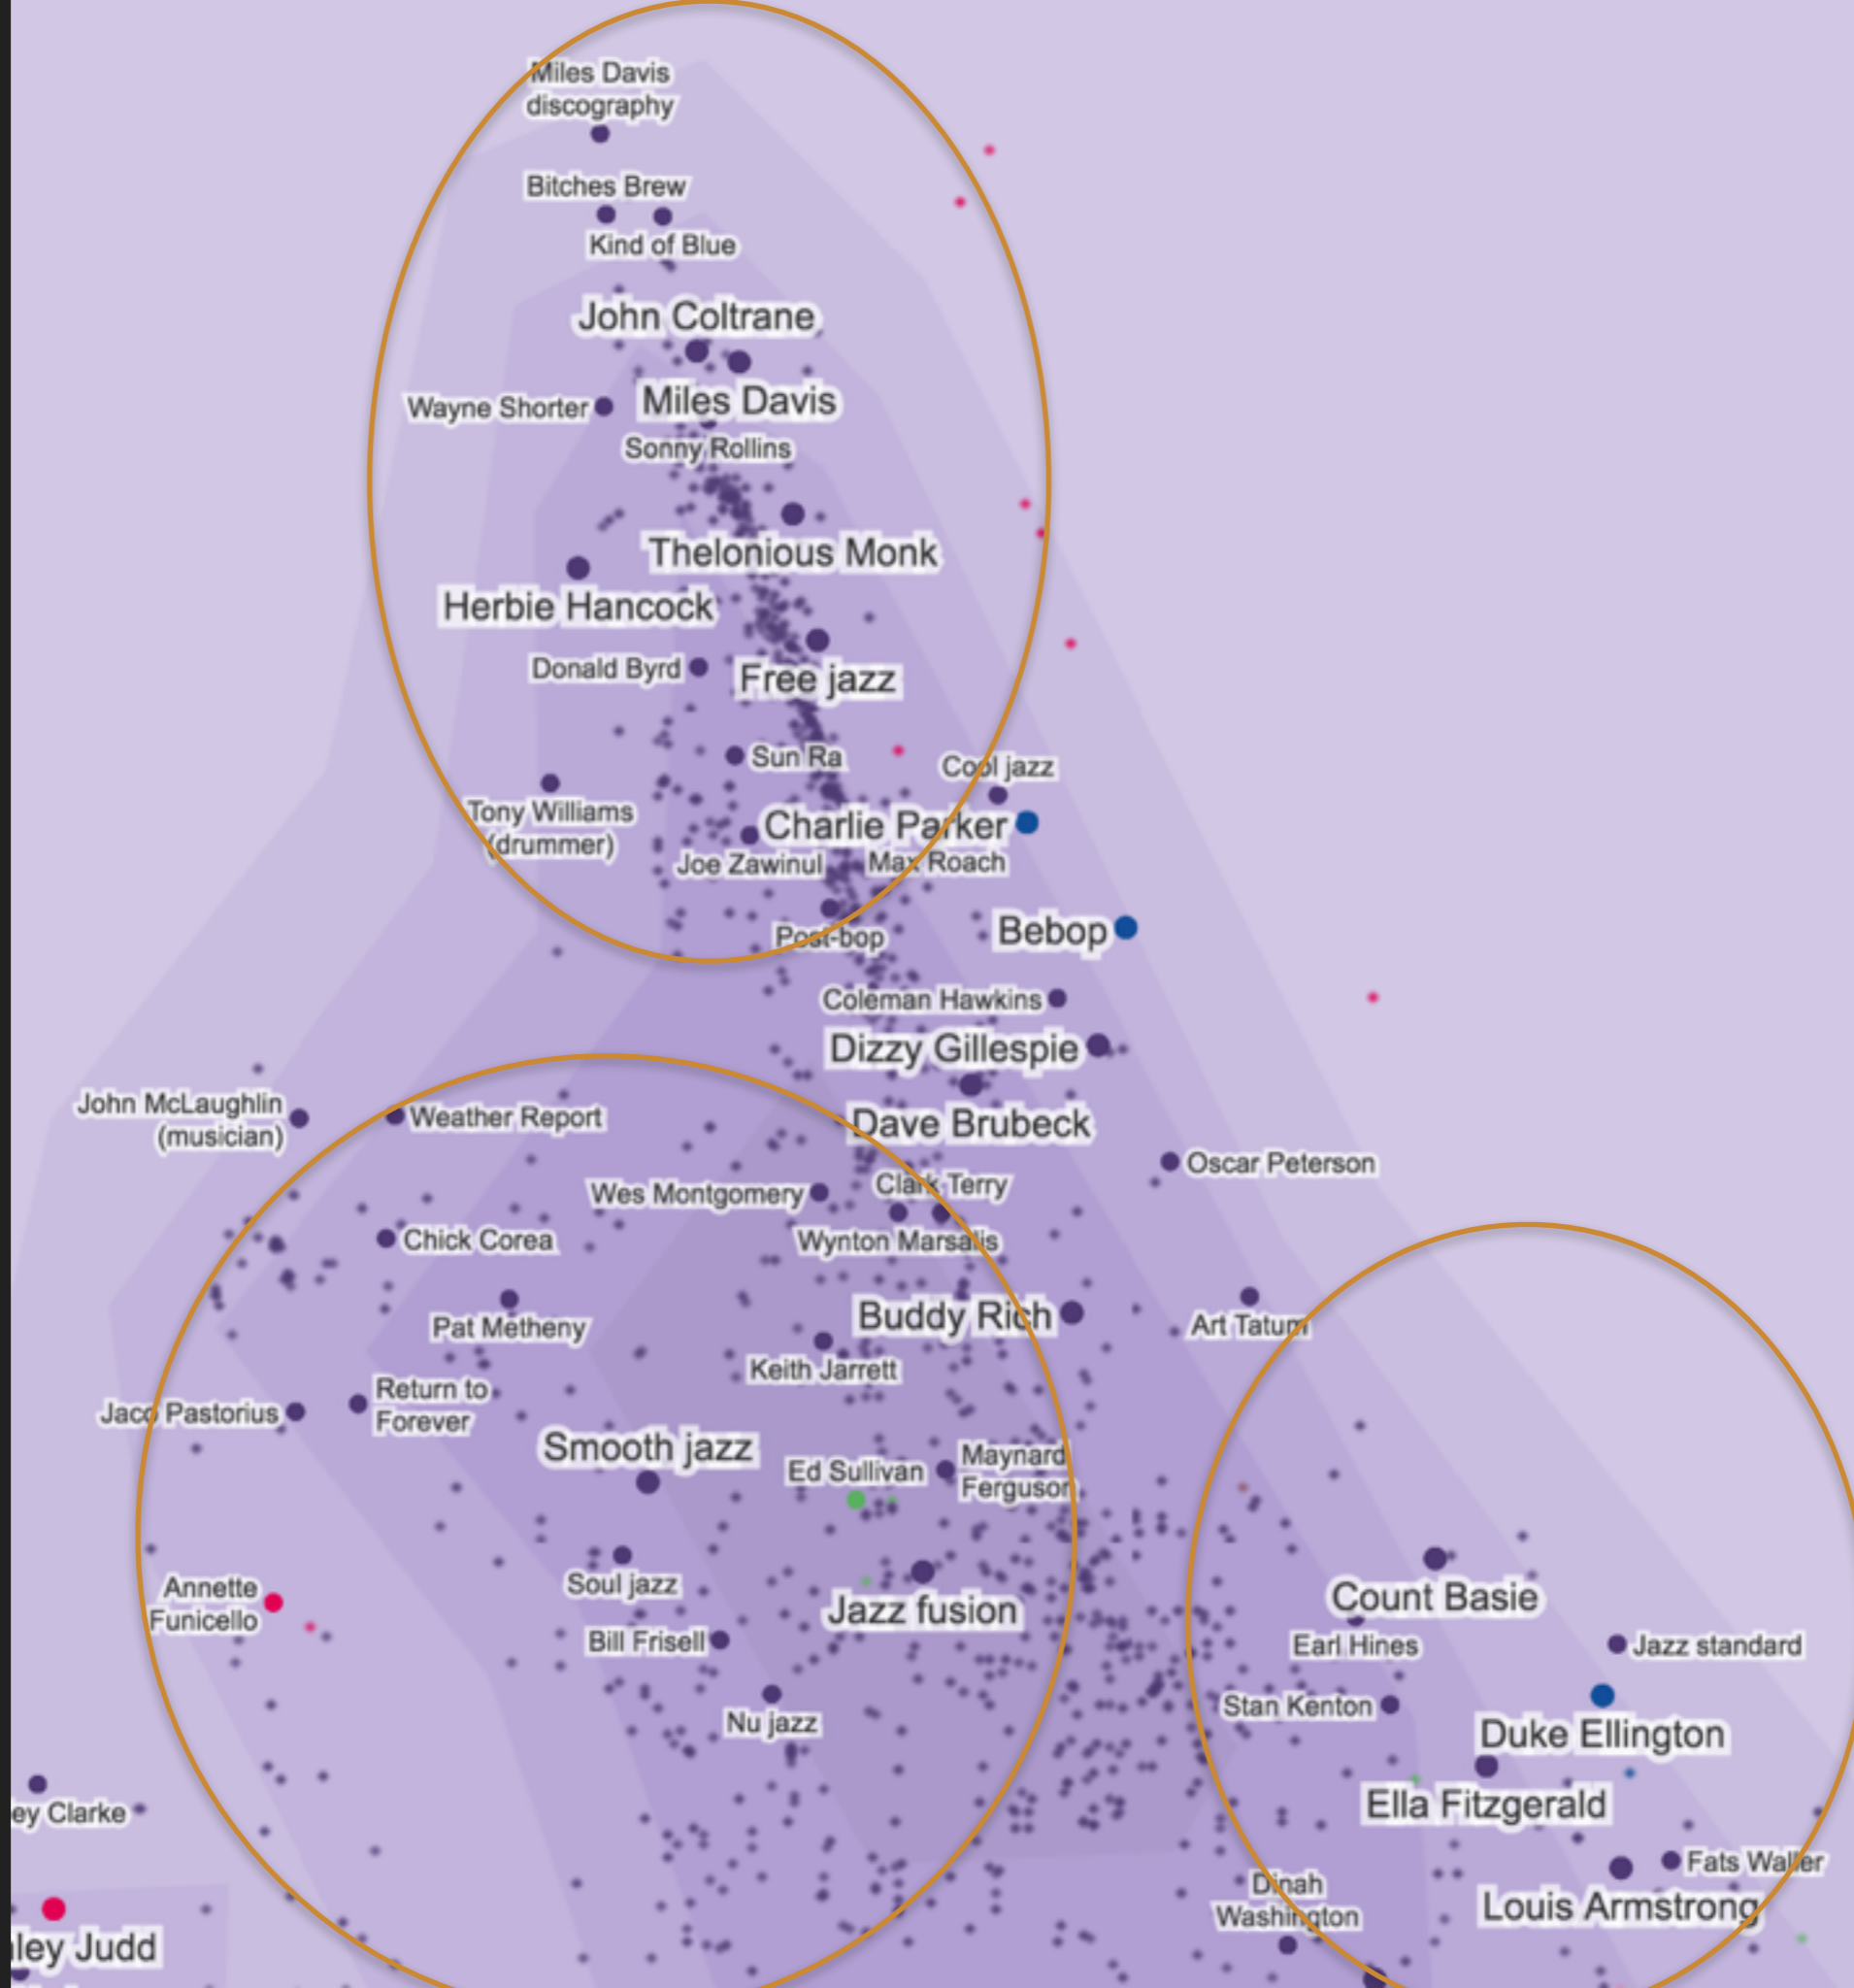 Miles Davis
discography
Bitches Brew
Kind of Blue
John Coltrane
Wayne Shorter
Miles Davis
Sonny Rollins
Thelonious Monk
Herbie Hancock
Donald Byrd
Free jazz
Sun Ra
Cool jazz
Tony Williams
(drummer)
Charlie Parker
Joe Zawinul
Max Roach
Post-bop
Bebop
Coleman Hawkins
Dizzy Gillespie
John McLaughlin
(musician)
Weather Report
Dave Brubeck
Oscar Peterson
Wes Montgomery
Clark Terry
Chick Corea
Wynton Marsalis
Pat Metheny
Buddy Rich
Art Tatum
Keith Jarrett
Return to
Forever
Jaco Pastorius
Smooth jazz
Ed Sullivan
Maynard
Ferguson
Annette
Funicello
Soul jazz
Jazz fusion
Count Basie
Bill Frisell
Earl Hines
Jazz standard
Stan Kenton
Nu jazz
Duke Ellington
ey Clarke
Ella Fitzgerald
Fats Waller
Dinah
Washington
Louis Armstrong
ley Judd